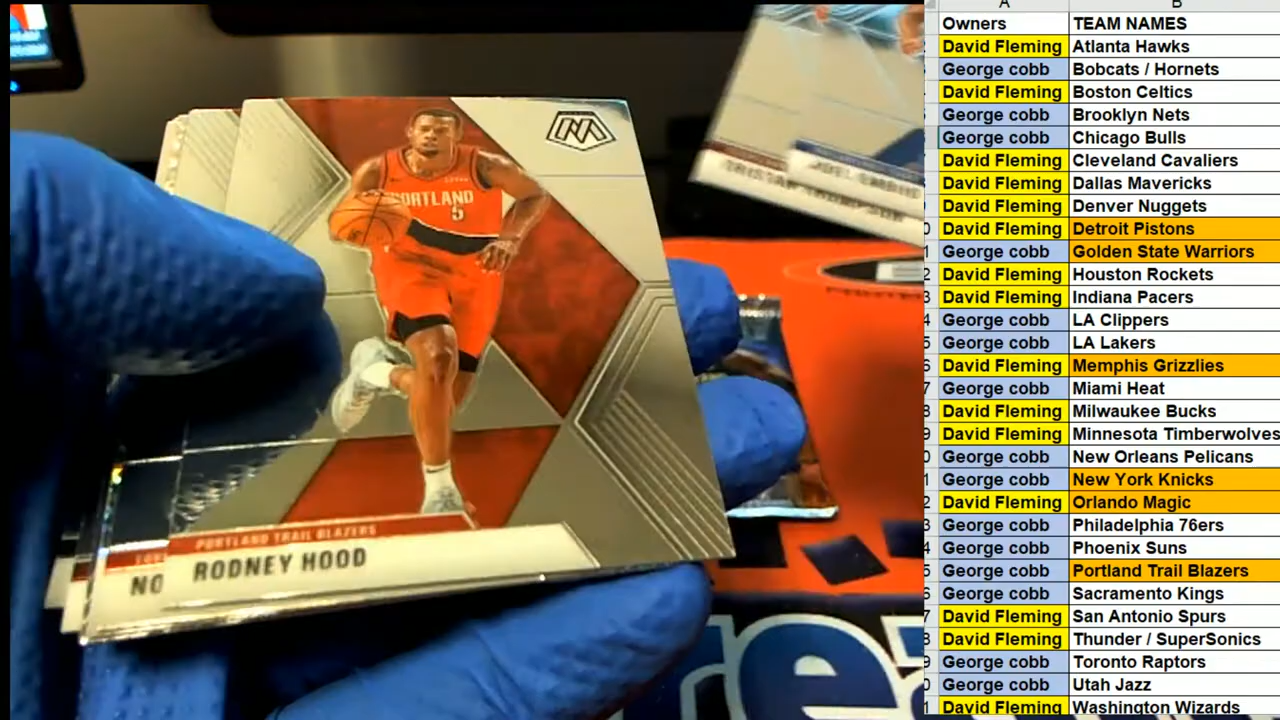 PORTLAND
5
PORTLAND TRAIL BLAZERS
RODNEY HOOD
NO
TRISTAN THOMPSON
JOEL EMBIID
A B
Owners TEAM NAMES
David Fleming Atlanta Hawks
George cobb Bobcats / Hornets
David Fleming Boston Celtics
George cobb Brooklyn Nets
George cobb Chicago Bulls
David Fleming Cleveland Cavaliers
David Fleming Dallas Mavericks
David Fleming Denver Nuggets
David Fleming Detroit Pistons
George cobb Golden State Warriors
David Fleming Houston Rockets
David Fleming Indiana Pacers
George cobb LA Clippers
George cobb LA Lakers
David Fleming Memphis Grizzlies
George cobb Miami Heat
David Fleming Milwaukee Bucks
David Fleming Minnesota Timberwolves
George cobb New Orleans Pelicans
George cobb New York Knicks
David Fleming Orlando Magic
George cobb Philadelphia 76ers
George cobb Phoenix Suns
George cobb Portland Trail Blazers
George cobb Sacramento Kings
David Fleming San Antonio Spurs
David Fleming Thunder / SuperSonics
George cobb Toronto Raptors
George cobb Utah Jazz
David Fleming Washington Wizards